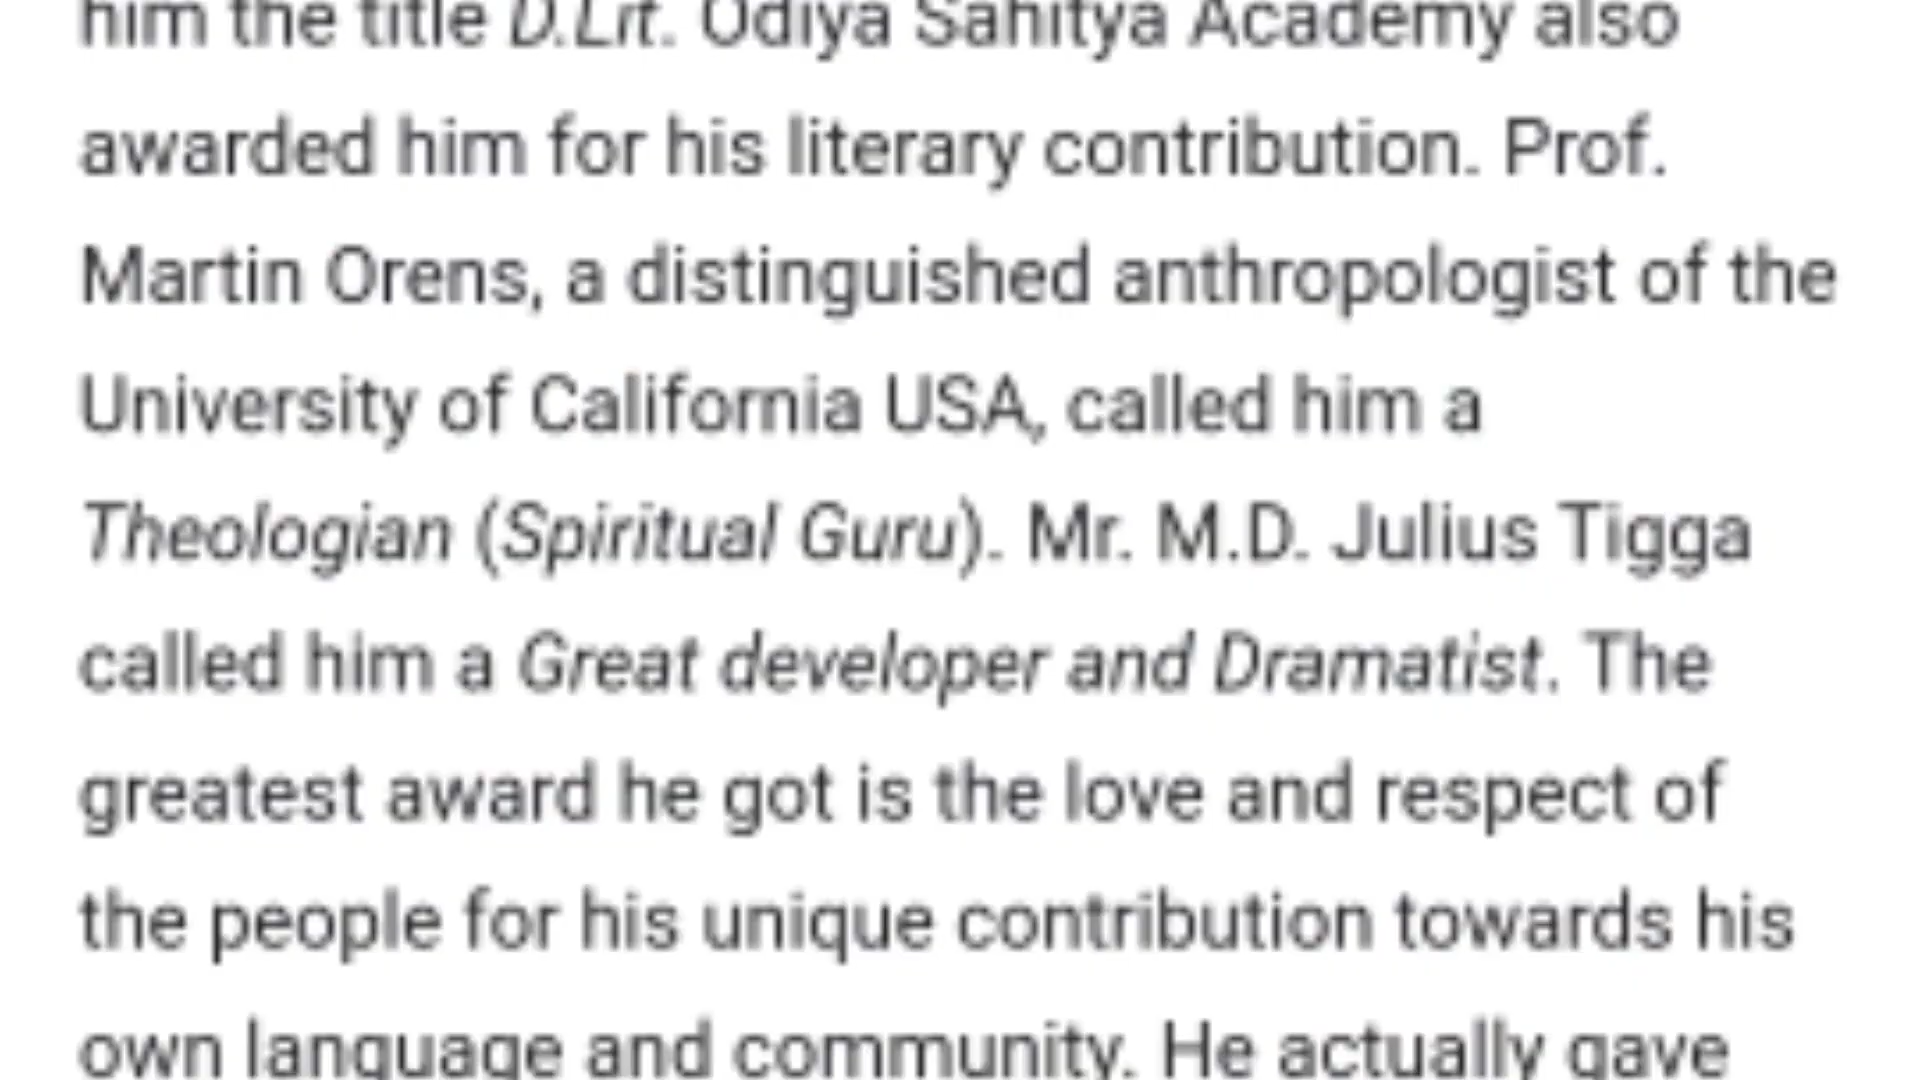 him the title D.Lit. Odiya Sahitya Academy also
awarded him for his literary contribution. Prof.
Martin Orens, a distinguished anthropologist of the
University of California USA, called him a
Theologian (Spiritual Guru). Mr. M.D. Julius Tigga
called him a Great developer and Dramatist. The
greatest award he got is the love and respect of
the people for his unique contribution towards his
own language and community. He actually gave